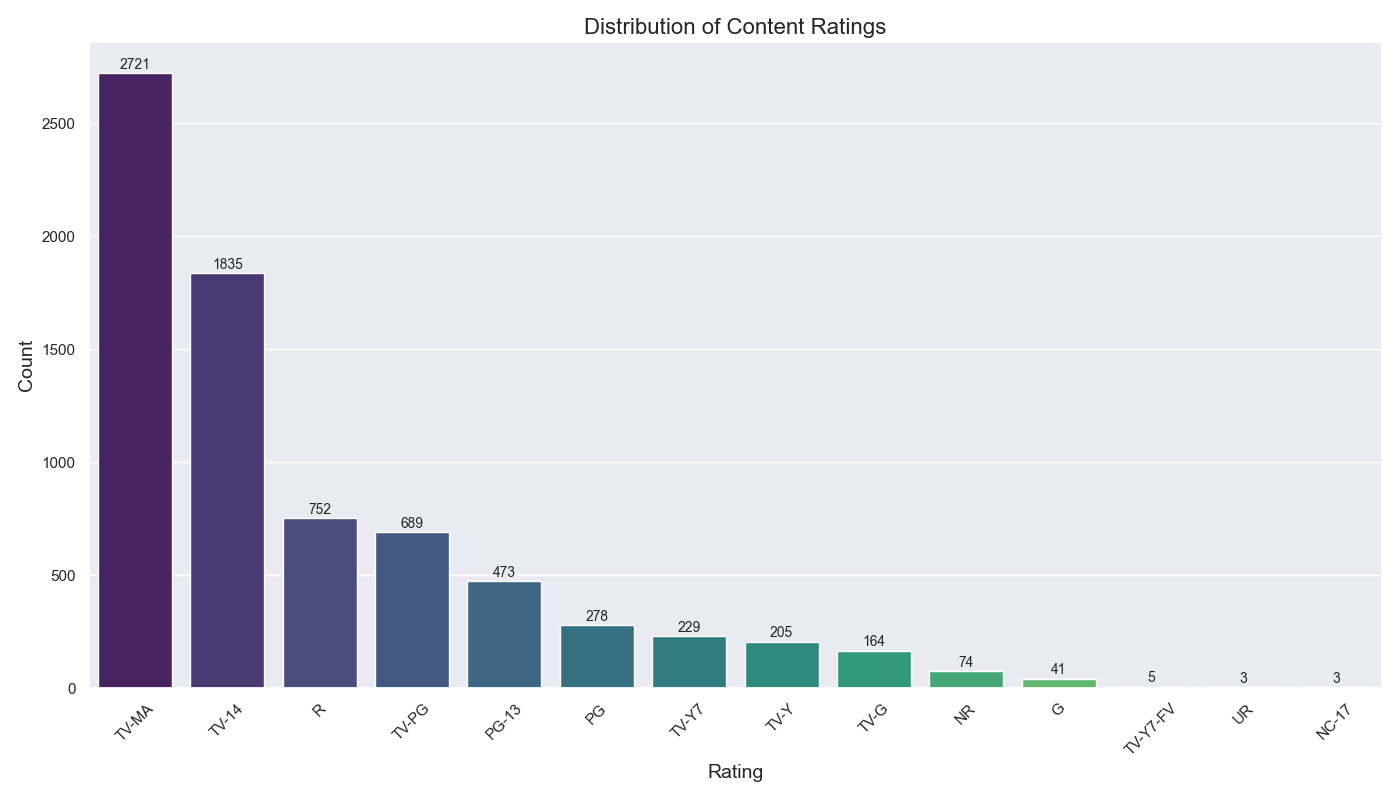 Distribution of Content Ratings
2721
1835
752
689
473
278
229
205
164
74
41
5
3
3
2500
2000
1500
1000
500
0
Count
TV-MA
TV-14
R
TV-PG
PG-13
PG
TV-Y7
TV-Y
TV-G
NR
G
TV-Y7-FV
UR
NC-17
Rating